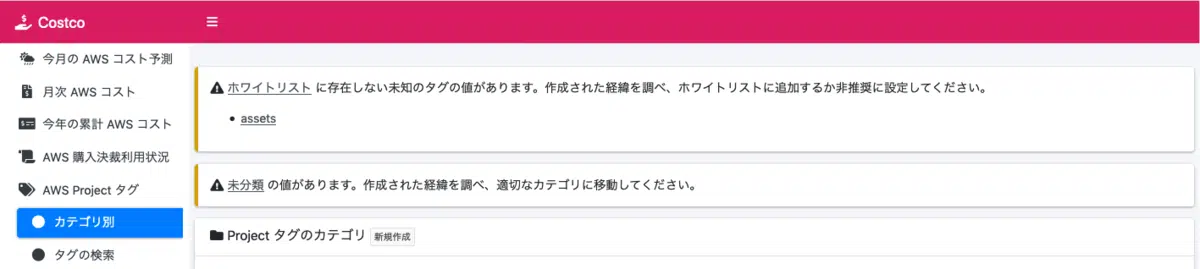 Costco
今月の AWS コスト予測
月次 AWS コスト
今年の累計 AWS コスト
AWS 購入決裁利用状況
AWS Project タグ
カテゴリ別
タグの検索
ホワイトリスト に存在しない未知のタグの値があります。作成された経緯を調べ、ホワイトリストに追加するか非推奨に設定してください。
assets
未分類 の値があります。作成された経緯を調べ、適切なカテゴリに移動してください。
Project タグのカテゴリ 新規作成